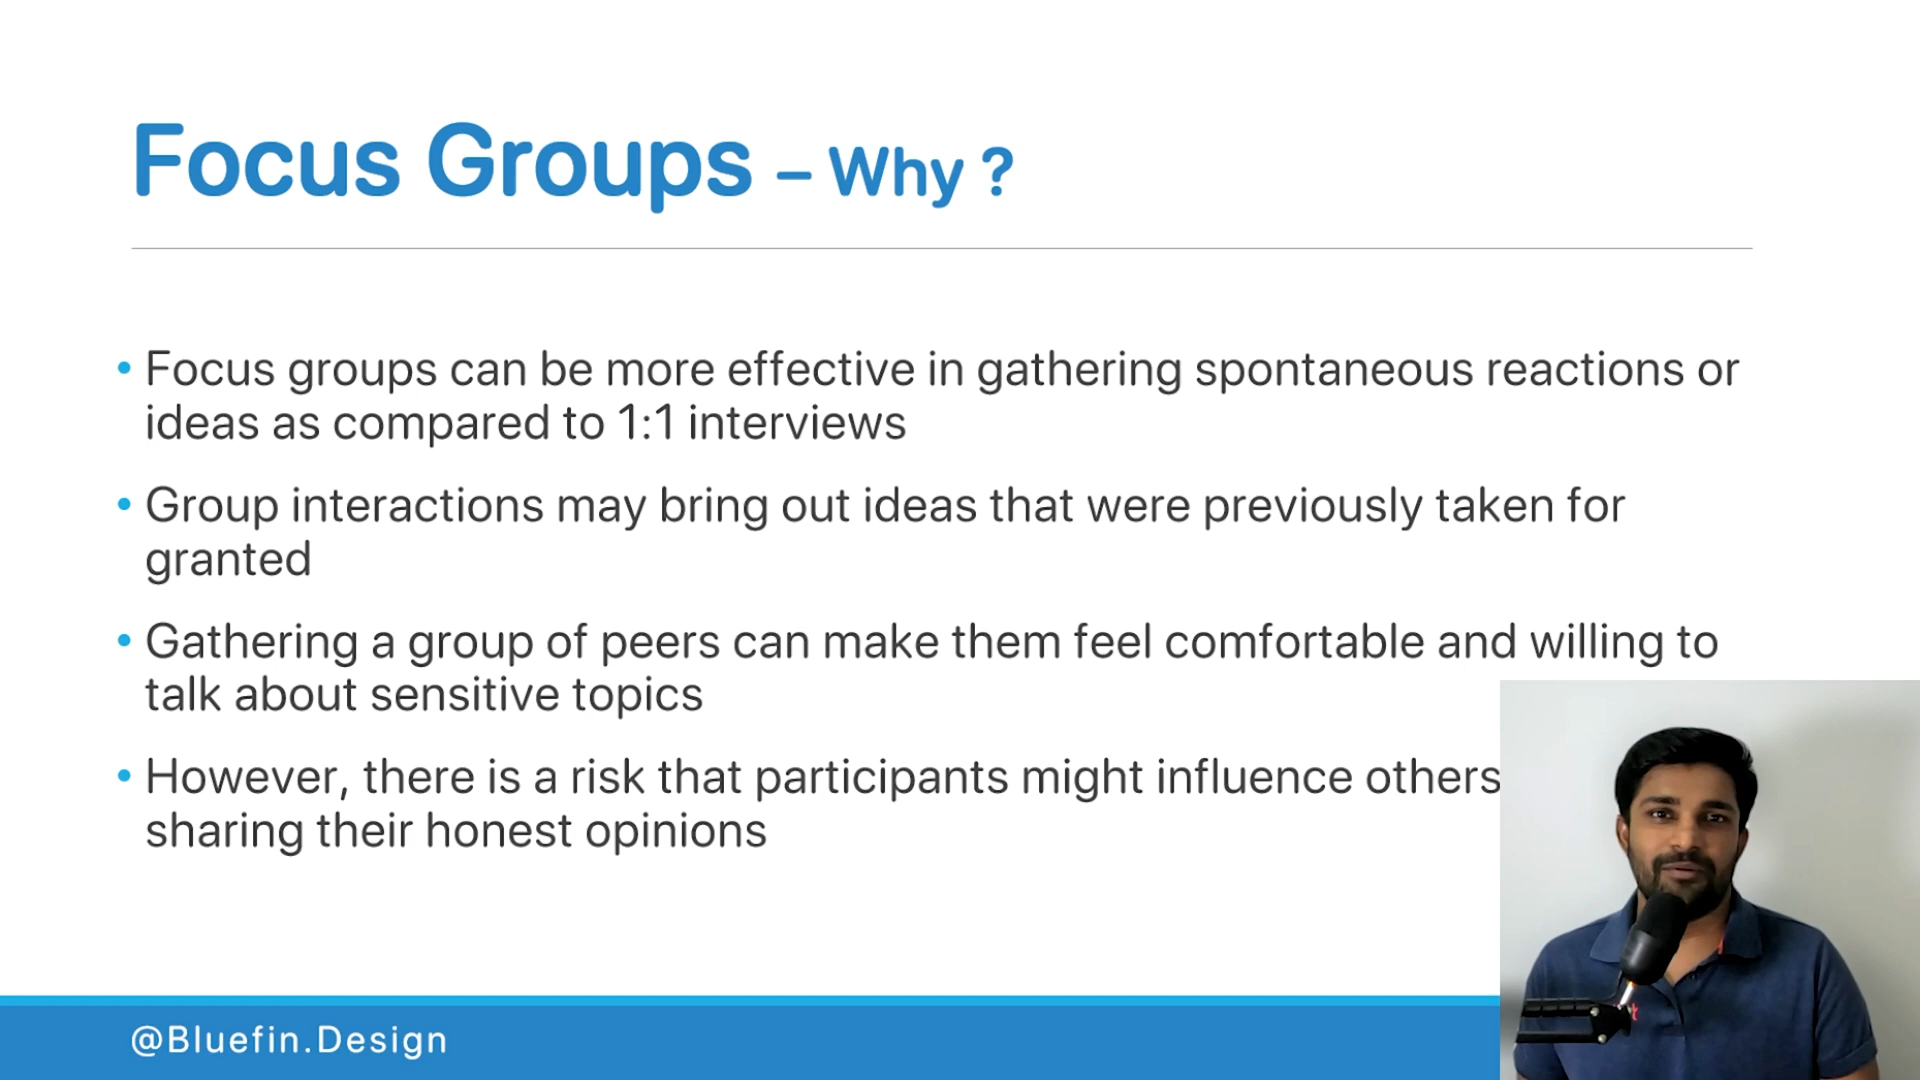 Focus Groups – Why ?
• Focus groups can be more effective in gathering spontaneous reactions or
ideas as compared to 1:1 interviews
• Group interactions may bring out ideas that were previously taken for
granted
• Gathering a group of peers can make them feel comfortable and willing to
talk about sensitive topics
• However, there is a risk that participants might influence others
sharing their honest opinions
@Bluefin.Design